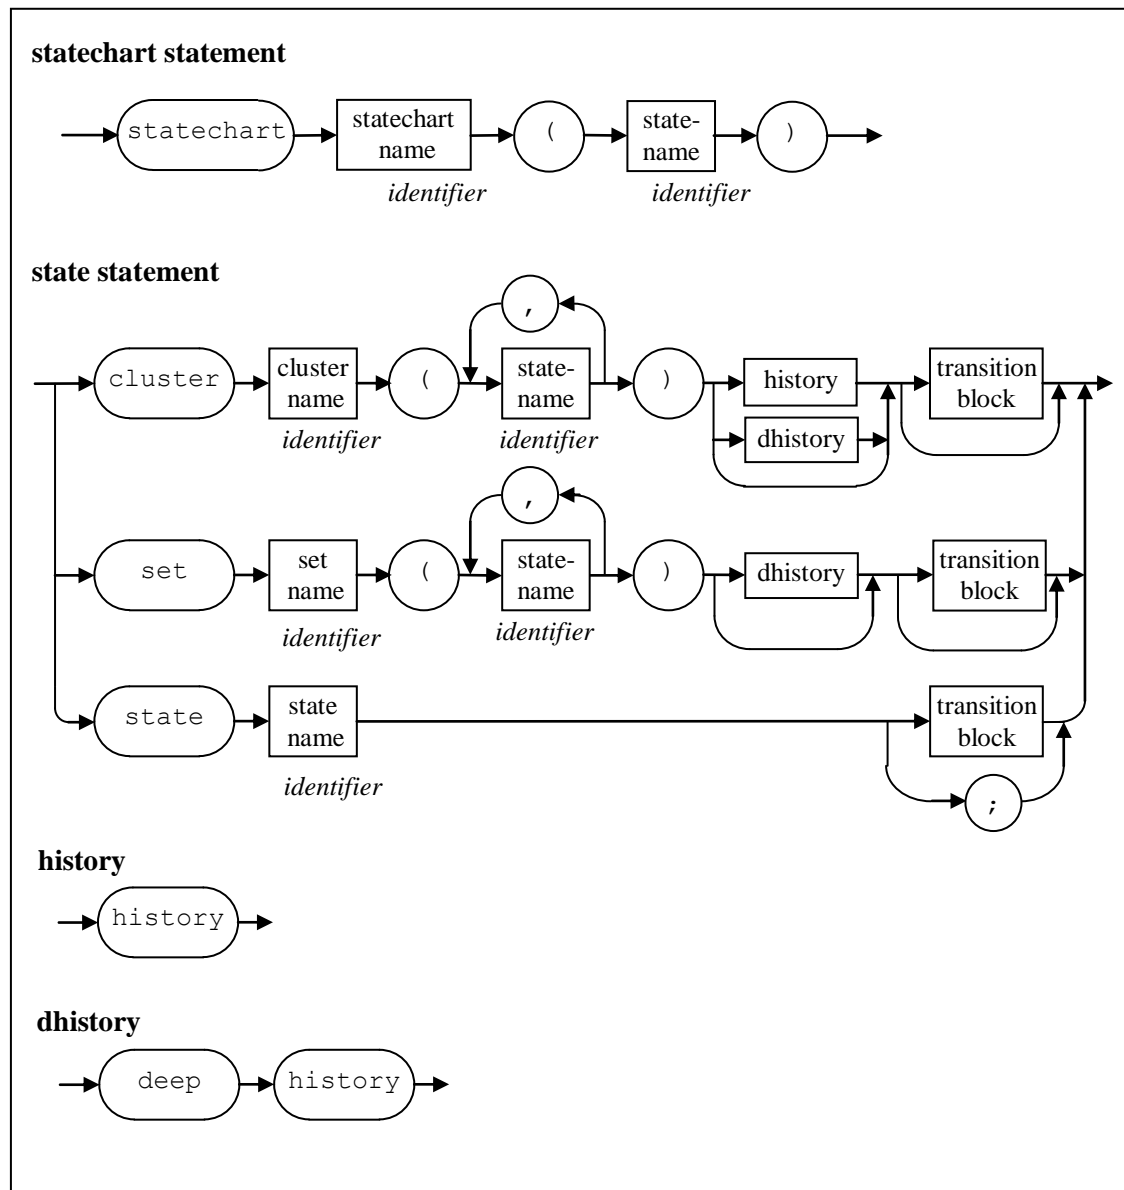 statechart statement
statechart
statechart
name
(
state-
name
)
identifier
identifier
state statement
,
cluster
cluster
name
(
state-
name
)
history
dhistory
transition
block
identifier
identifier
,
set
set
name
(
state-
name
)
dhistory
transition
block
identifier
identifier
state
state
name
transition
block
identifier
;
history
history
dhistory
deep
history